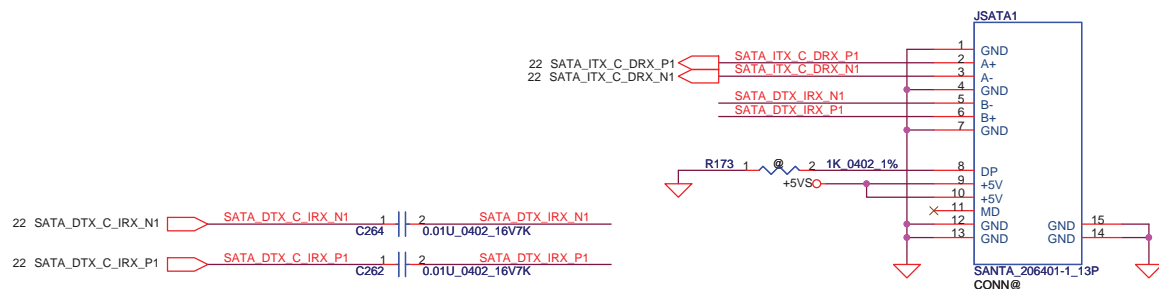 JSATA1
1 GND
22 SATA_ITX_C_DRX_P1 SATA_ITX_C_DRX_P1 2 A+
22 SATA_ITX_C_DRX_N1 SATA_ITX_C_DRX_N1 3 A-
4 GND
SATA_DTX_IRX_N1 5 B-
SATA_DTX_IRX_P1 6 B+
7 GND
R173 1 @ 2 1K_0402_1% 8 DP
+5VS 9 +5V
10 +5V
11 MD
12 GND GND 15
13 GND GND 14
SANTA_206401-1_13P
CONN@
22 SATA_DTX_C_IRX_N1 SATA_DTX_C_IRX_N1 1 2 SATA_DTX_IRX_N1
C264 0.01U_0402_16V7K
22 SATA_DTX_C_IRX_P1 SATA_DTX_C_IRX_P1 1 2 SATA_DTX_IRX_P1
C262 0.01U_0402_16V7K